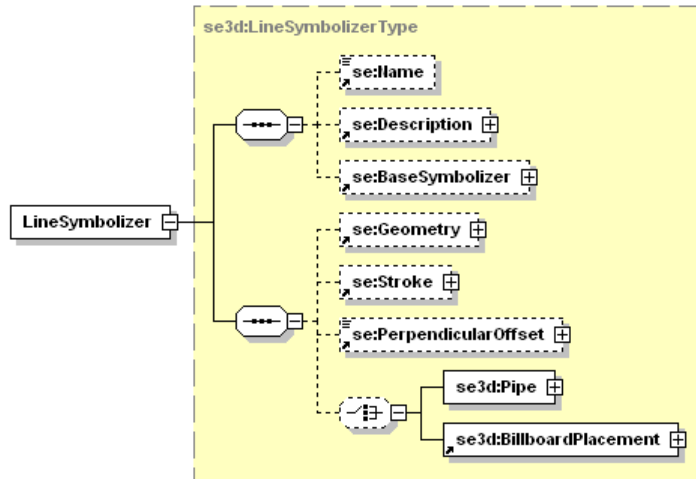 se3d:LineSymbolizerType
se:Name
se:Description
se:BaseSymbolizer
LineSymbolizer
se:Geometry
se:Stroke
se:PerpendicularOffset
se3d:Pipe
se3d:BillboardPlacement